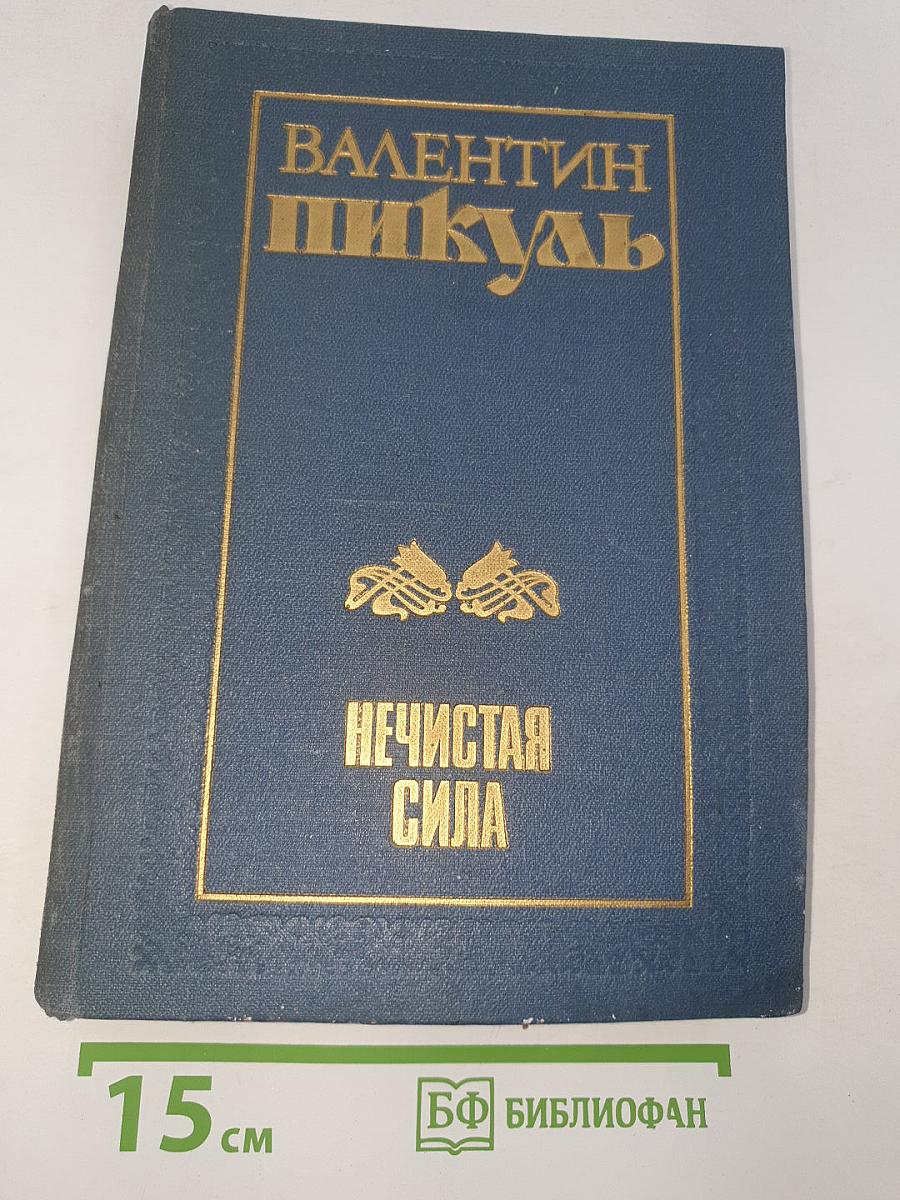 ВАЛЕНТИН
ПИКУЛЬ
НЕЧИСТАЯ
СИЛА
15 см
БФ БИБЛИОФАН